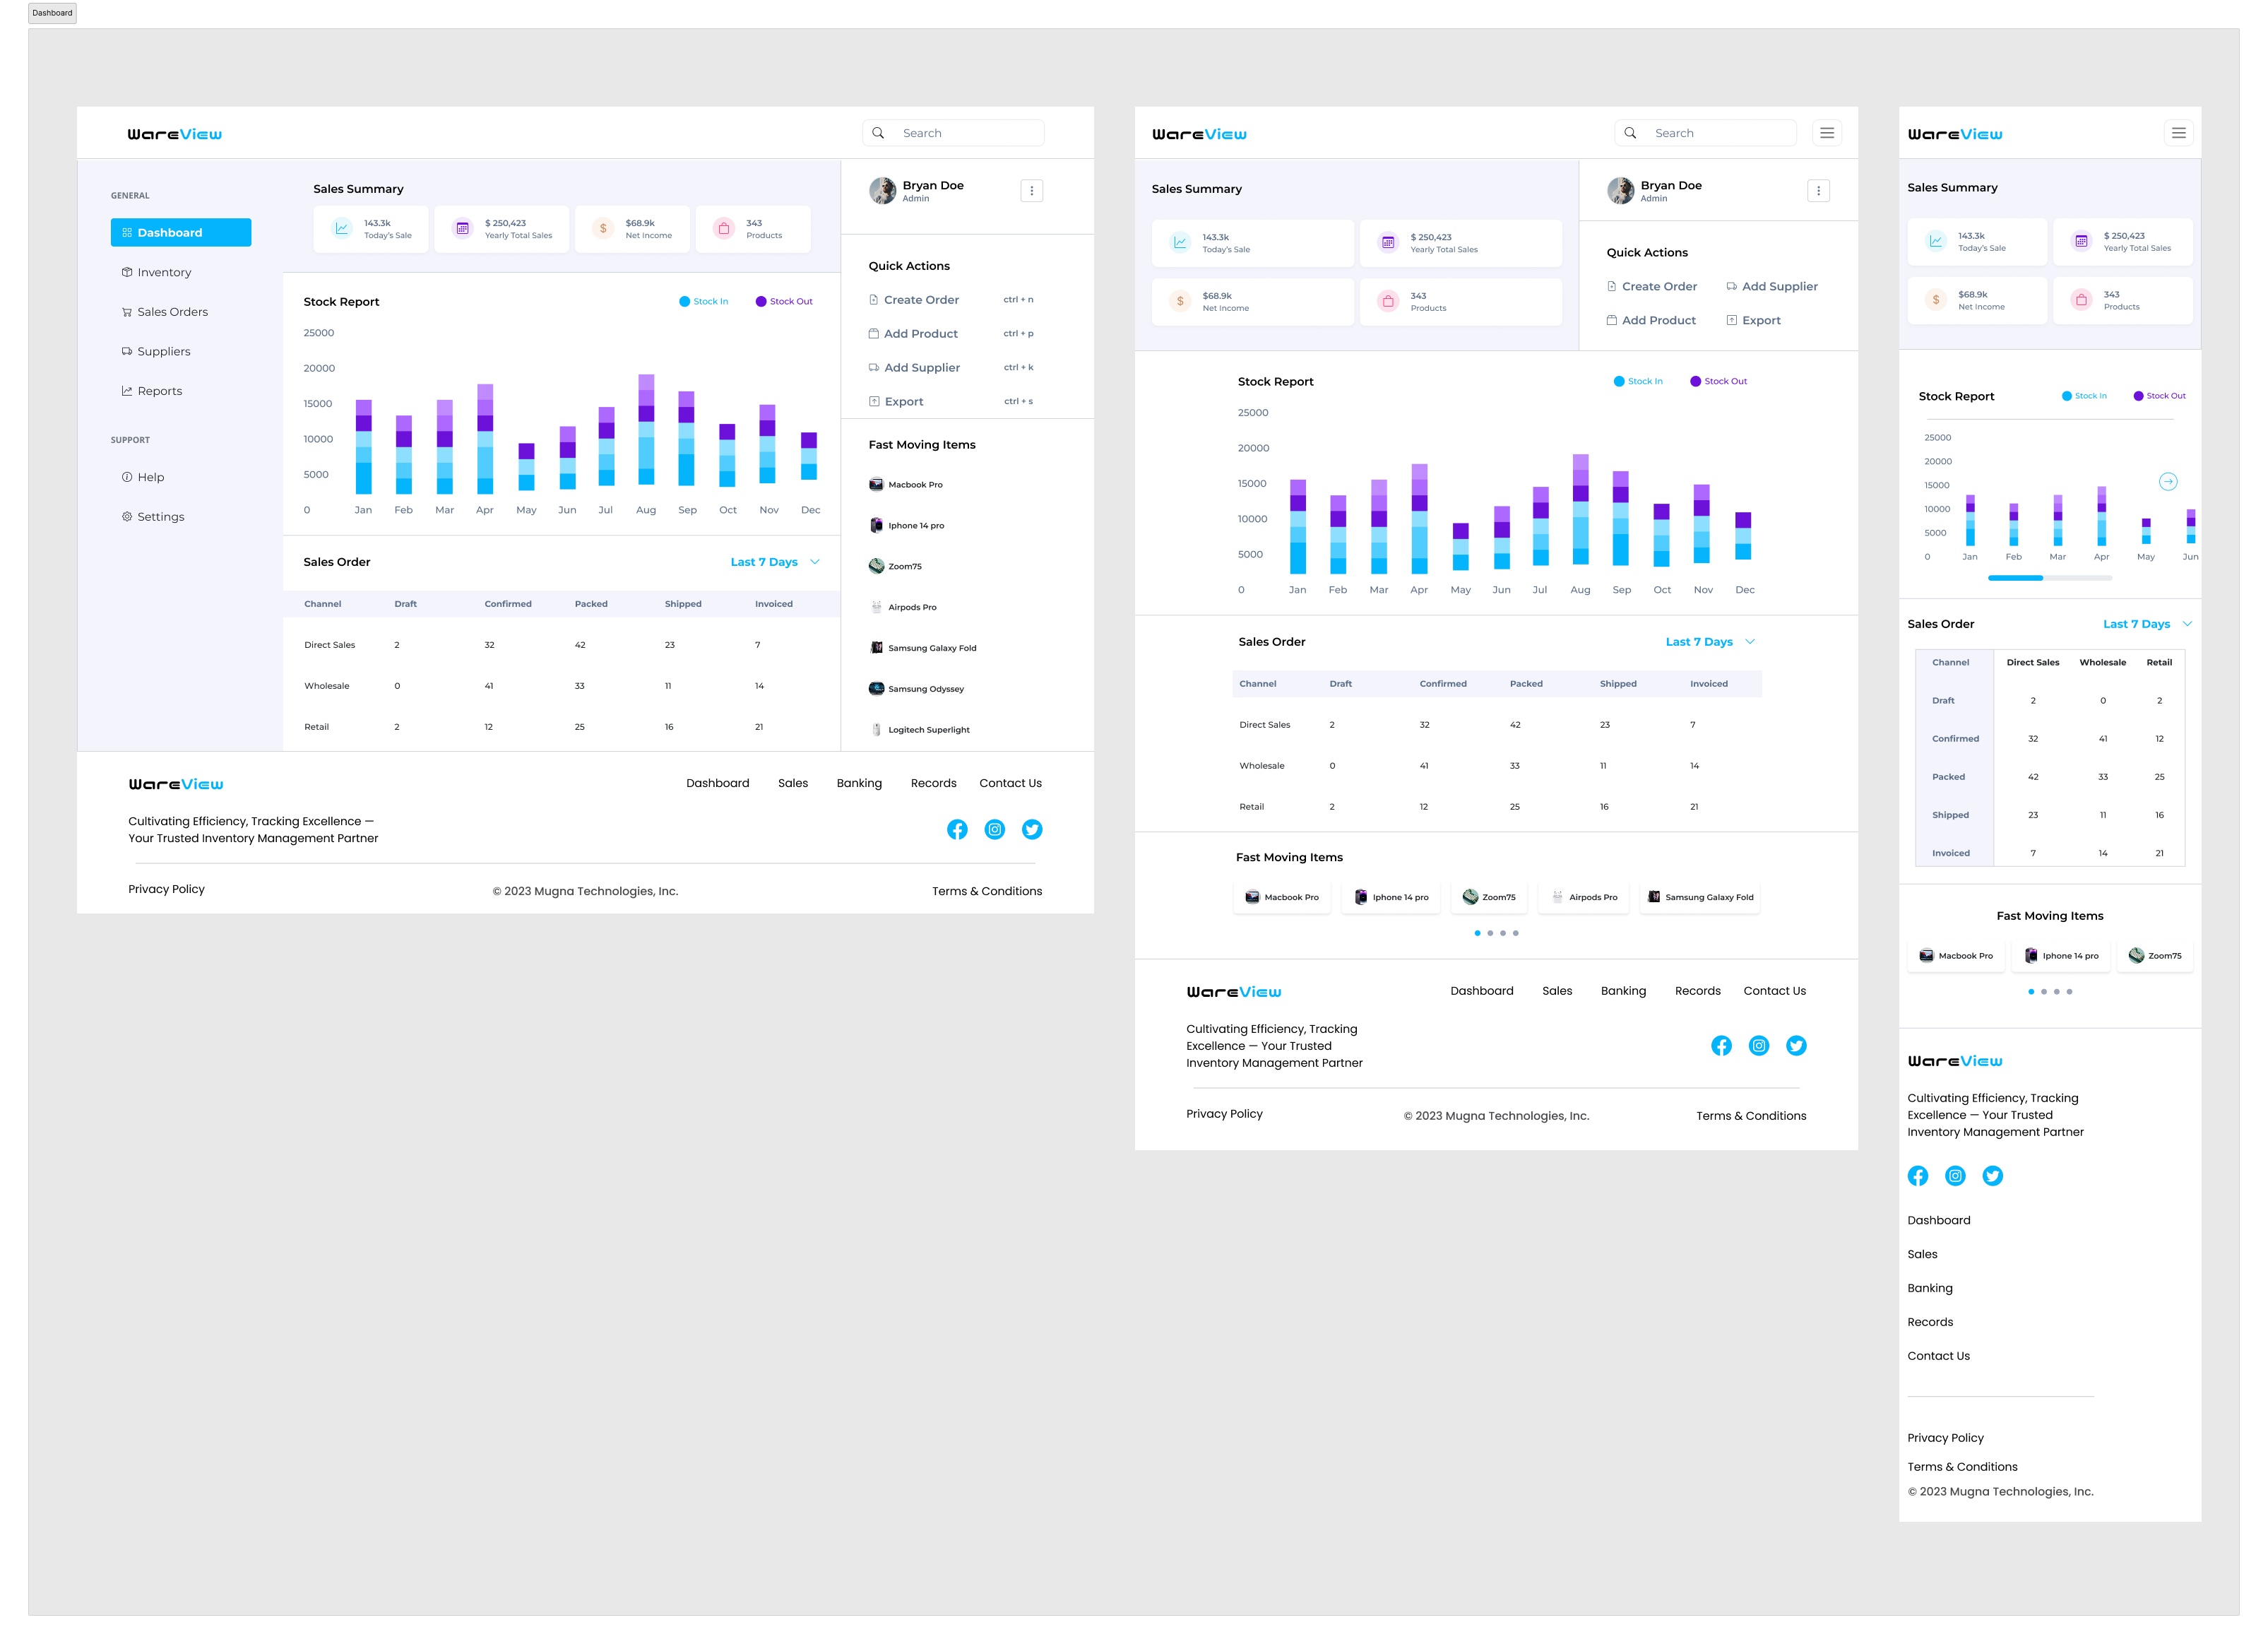 Dashboard
WareView
Search
GENERAL
Dashboard
Inventory
Sales Orders
Suppliers
Reports
SUPPORT
Help
Settings
Sales Summary
143.3k
Today's Sale
$ 250,423
Yearly Total Sales
$68.9k
Net Income
343
Products
Stock Report
Stock In
Stock Out
25000
20000
15000
10000
5000
0
Jan Feb Mar Apr May Jun Jul Aug Sep Oct Nov Dec
Sales Order
Last 7 Days
Channel Draft Confirmed Packed Shipped Invoiced
Direct Sales 2 32 42 23 7
Wholesale 0 41 33 11 14
Retail 2 12 25 16 21
Bryan Doe
Admin
Quick Actions
Create Order ctrl + n
Add Product ctrl + p
Add Supplier ctrl + k
Export ctrl + s
Fast Moving Items
Macbook Pro
Iphone 14 pro
Zoom75
Airpods Pro
Samsung Galaxy Fold
Samsung Odyssey
Logitech Superlight
WareView
Dashboard Sales Banking Records Contact Us
Cultivating Efficiency, Tracking Excellence —
Your Trusted Inventory Management Partner
Privacy Policy
© 2023 Mugna Technologies, Inc.
Terms & Conditions
WareView
Search
Sales Summary
143.3k
Today's Sale
$ 250,423
Yearly Total Sales
$68.9k
Net Income
343
Products
Bryan Doe
Admin
Quick Actions
Create Order Add Supplier
Add Product Export
Stock Report
Stock In
Stock Out
25000
20000
15000
10000
5000
0
Jan Feb Mar Apr May Jun Jul Aug Sep Oct Nov Dec
Sales Order
Last 7 Days
Channel Draft Confirmed Packed Shipped Invoiced
Direct Sales 2 32 42 23 7
Wholesale 0 41 33 11 14
Retail 2 12 25 16 21
Fast Moving Items
Macbook Pro Iphone 14 pro Zoom75 Airpods Pro Samsung Galaxy Fold
WareView
Dashboard Sales Banking Records Contact Us
Cultivating Efficiency, Tracking
Excellence — Your Trusted
Inventory Management Partner
Privacy Policy
© 2023 Mugna Technologies, Inc.
Terms & Conditions
WareView
Sales Summary
143.3k
Today's Sale
$ 250,423
Yearly Total Sales
$68.9k
Net Income
343
Products
Stock Report
Stock In
Stock Out
25000
20000
15000
10000
5000
0
Jan Feb Mar Apr May Jun
Sales Order
Last 7 Days
Channel Direct Sales Wholesale Retail
Draft 2 0 2
Confirmed 32 41 12
Packed 42 33 25
Shipped 23 11 16
Invoiced 7 14 21
Fast Moving Items
Macbook Pro Iphone 14 pro Zoom75
WareView
Cultivating Efficiency, Tracking
Excellence — Your Trusted
Inventory Management Partner
Dashboard
Sales
Banking
Records
Contact Us
Privacy Policy
Terms & Conditions
© 2023 Mugna Technologies, Inc.